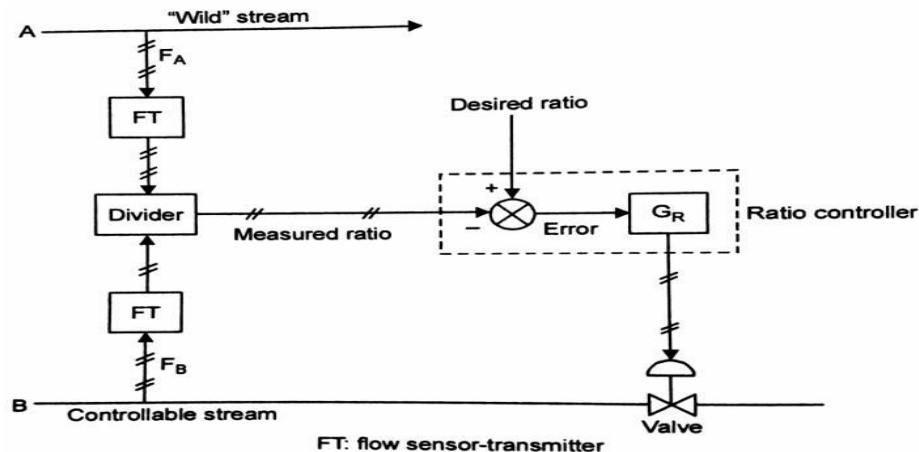 "Wild" stream
A
F_A
FT
Desired ratio
+
Divider
Measured ratio
−
Error
G_R
Ratio controller
FT
F_B
B
Controllable stream
Valve
FT: flow sensor-transmitter